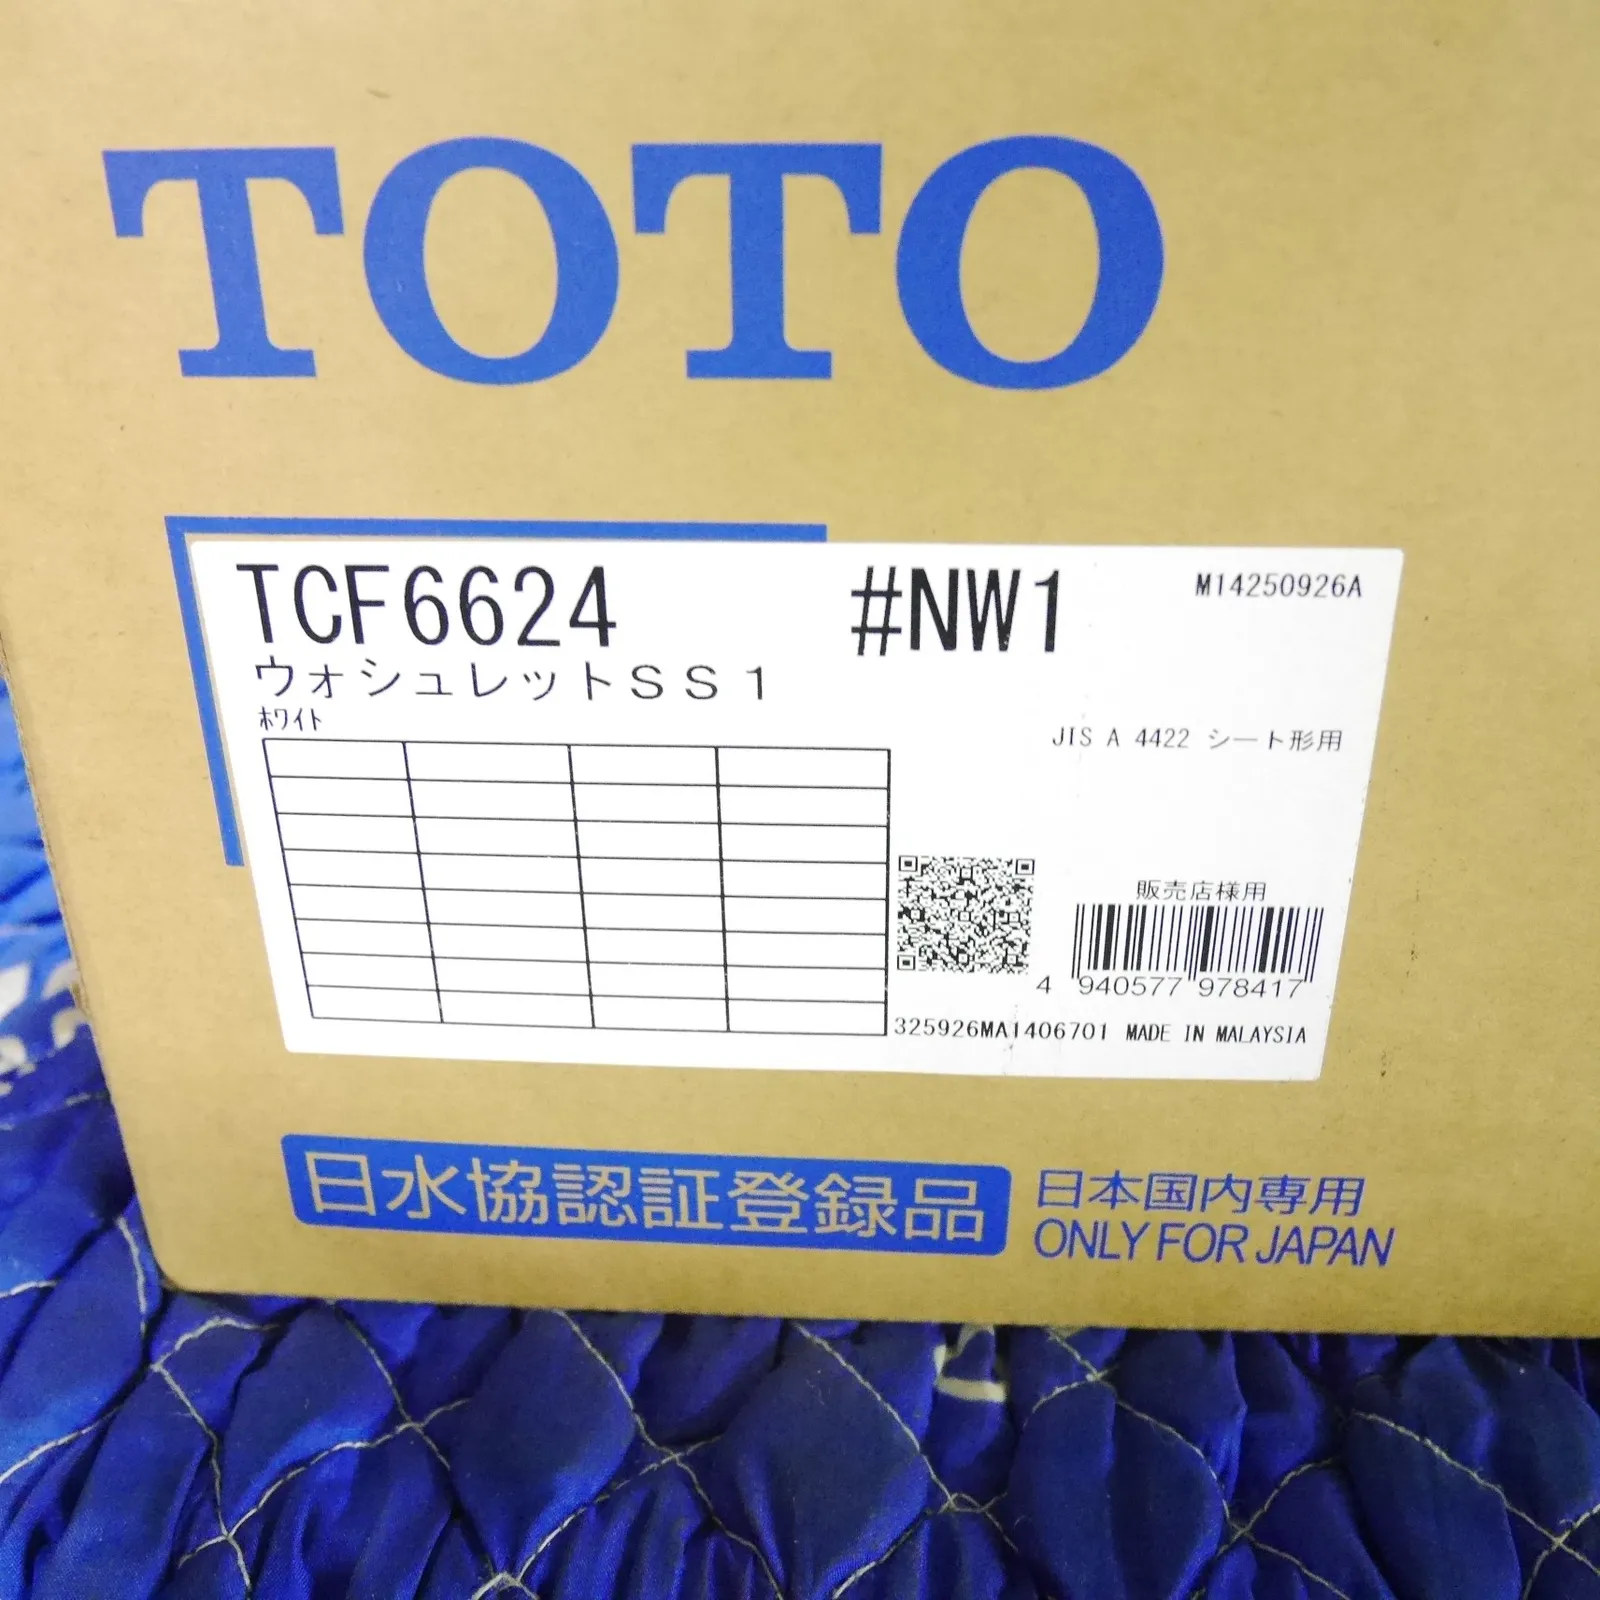 TOTO
TCF6624 #NW1 M14250926A
ウォシュレットSS1
ホワイト
JIS A 4422 シート形用
販売店様用
4 940577 978417
325926MA1406701 MADE IN MALAYSIA
日水協認証登録品
日本国内専用
ONLY FOR JAPAN